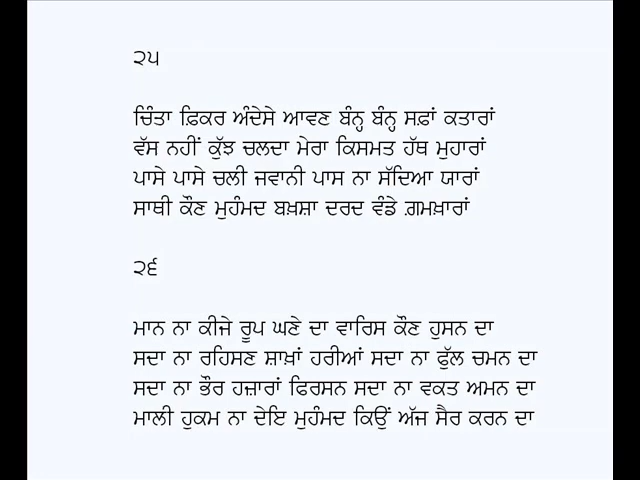 ੨੫
ਚਿੰਤਾ ਫ਼ਿਕਰ ਅੰਦੇਸੇ ਆਵਣ ਬੰਨ੍ਹ ਬੰਨ੍ਹ ਸਫ਼ਾਂ ਕਤਾਰਾਂ
ਵੱਸ ਨਹੀਂ ਕੁੱਝ ਚਲਦਾ ਮੇਰਾ ਕਿਸਮਤ ਹੱਥ ਮੁਹਾਰਾਂ
ਪਾਸੇ ਪਾਸੇ ਚਲੀ ਜਵਾਨੀ ਪਾਸ ਨਾ ਸੱਦਿਆ ਯਾਰਾਂ
ਸਾਥੀ ਕੌਣ ਮੁਹੰਮਦ ਬਖ਼ਸ਼ਾ ਦਰਦ ਵੰਡੇ ਗ਼ਮਖ਼ਾਰਾਂ
੨੬
ਮਾਨ ਨਾ ਕੀਜੇ ਰੂਪ ਘਣੇ ਦਾ ਵਾਰਿਸ ਕੌਣ ਹੁਸਨ ਦਾ
ਸਦਾ ਨਾ ਰਹਿਸਣ ਸ਼ਾਖ਼ਾਂ ਹਰੀਆਂ ਸਦਾ ਨਾ ਫੁੱਲ ਚਮਨ ਦਾ
ਸਦਾ ਨਾ ਭੌਰ ਹਜ਼ਾਰਾਂ ਫਿਰਸਨ ਸਦਾ ਨਾ ਵਕਤ ਅਮਨ ਦਾ
ਮਾਲੀ ਹੁਕਮ ਨਾ ਦੇਇ ਮੁਹੰਮਦ ਕਿਉਂ ਅੱਜ ਸੈਰ ਕਰਨ ਦਾ